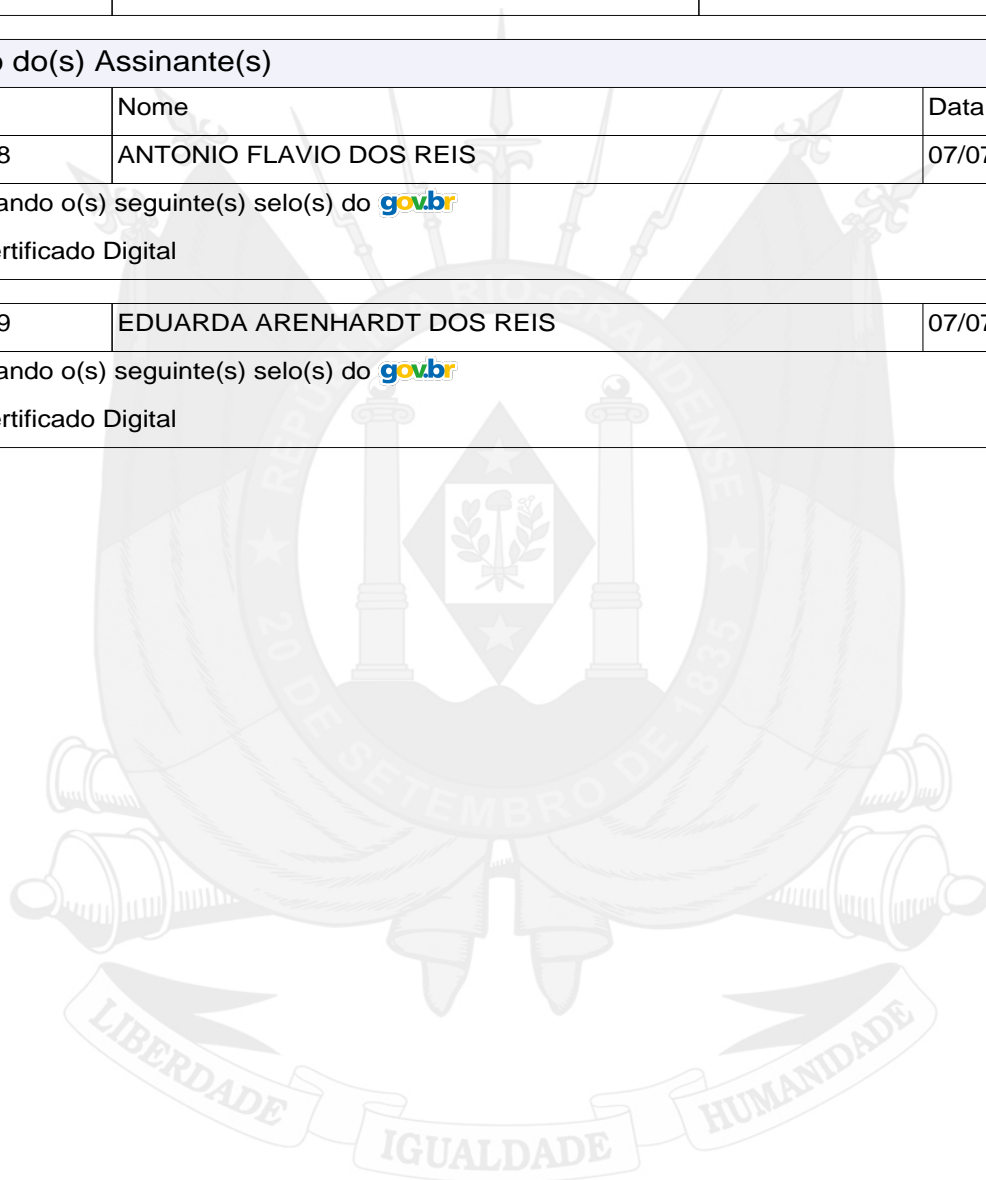 o do(s) Assinante(s)
Nome Data
8 ANTONIO FLAVIO DOS REIS 07/07
ando o(s) seguinte(s) selo(s) do gov.br
ertificado Digital
9 EDUARDA ARENHARDT DOS REIS 07/07
ando o(s) seguinte(s) selo(s) do gov.br
ertificado Digital
REPUBLICA RIO-GRANDENSE
20 DE SETEMBRO DE 1835
LIBERDADE
IGUALDADE
HUMANIDADE